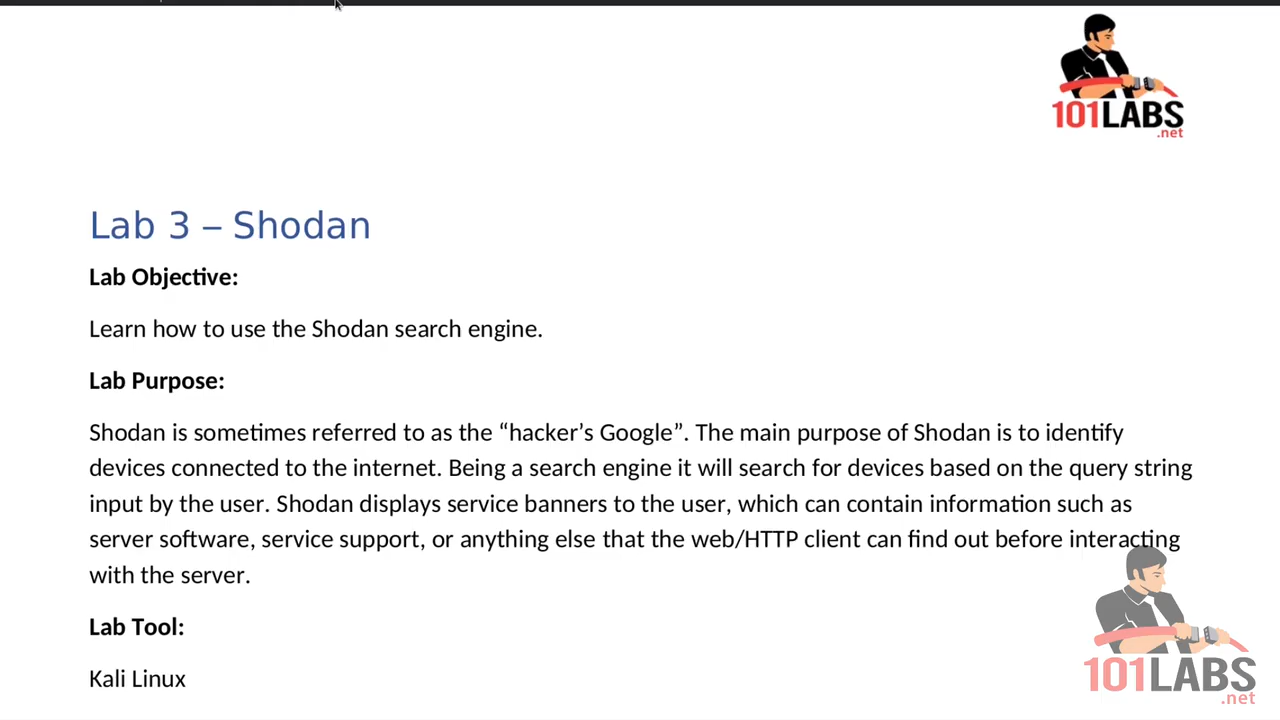 101LABS
.net
Lab 3 – Shodan
Lab Objective:
Learn how to use the Shodan search engine.
Lab Purpose:
Shodan is sometimes referred to as the “hacker’s Google”. The main purpose of Shodan is to identify
devices connected to the internet. Being a search engine it will search for devices based on the query string
input by the user. Shodan displays service banners to the user, which can contain information such as
server software, service support, or anything else that the web/HTTP client can find out before interacting
with the server.
Lab Tool:
Kali Linux
101LABS
.net